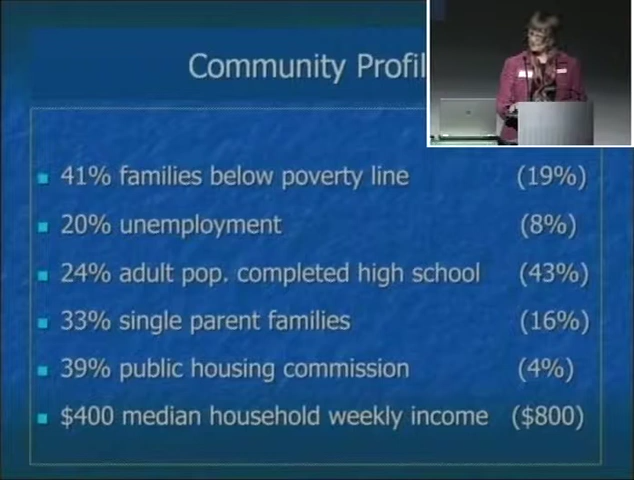 Community Profil
41% families below poverty line (19%)
20% unemployment (8%)
24% adult pop. completed high school (43%)
33% single parent families (16%)
39% public housing commission (4%)
$400 median household weekly income ($800)